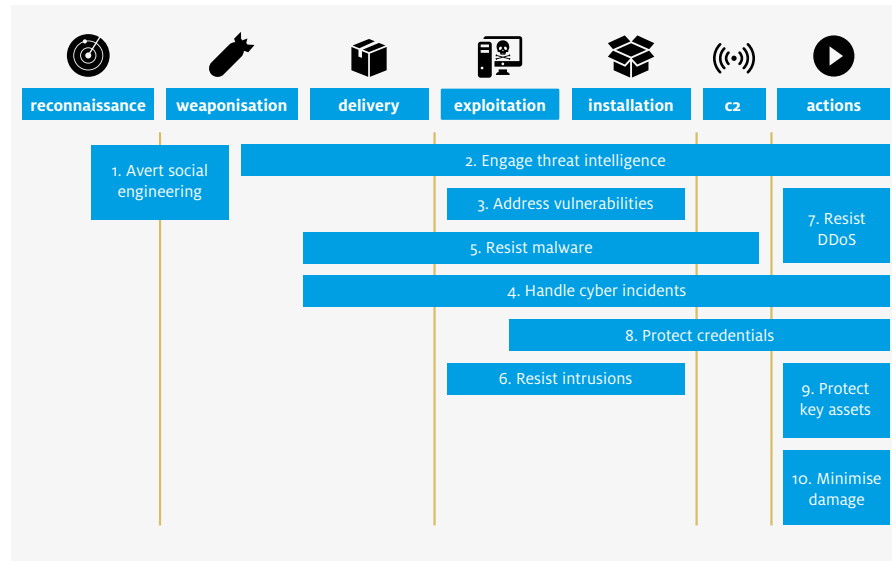 reconnaissance weaponisation delivery exploitation installation c2 actions
1. Avert social
engineering
2. Engage threat intelligence
3. Address vulnerabilities
7. Resist
DDoS
5. Resist malware
4. Handle cyber incidents
8. Protect credentials
6. Resist intrusions
9. Protect
key assets
10. Minimise
damage